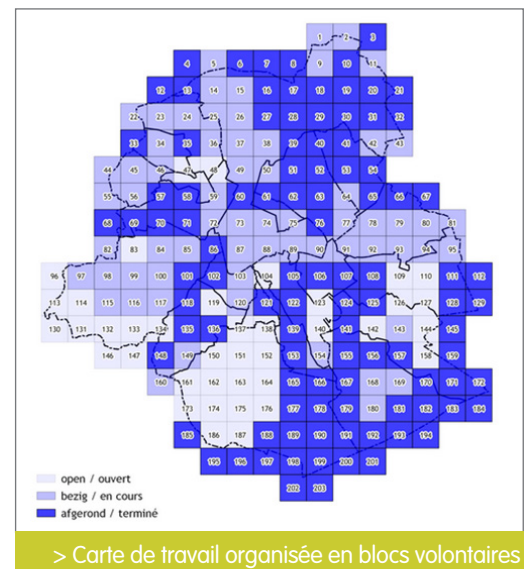 1 2 3
4 5 6 7 8 9 10 11
12 13 14 15 16 17 18 19 20 21
22 23 24 25 26 27 28 29 30 31 32
33 34 35 36 37 38 39 40 41 42 43
44 45 46 47 48 49 50 51 52 53 54
55 56 57 58 59 60 61 62 63 64 65 66 67
68 69 70 71 72 73 74 75 76 77 78 79 80 81
82 83 84 85 86 87 88 89 90 91 92 93 94 95
96 97 98 99 100 101 102 103 104 105 106 107 108 109 110 111 112
113 114 115 116 117 118 119 120 121 122 123 124 125 126 127 128 129
130 131 132 133 134 135 136 137 138 139 140 141 142 143 144 145
146 147 148 149 150 151 152 153 154 155 156 157 158 159
160 161 162 163 164 165 166 167 168 169 170 171 172
173 174 175 176 177 178 179 180 181 182 183 184
185 186 187 188 189 190 191 192 193 194
195 196 197 198 199 200 201
202 203
open / ouvert
bezig / en cours
afgerond / terminé
> Carte de travail organisée en blocs volontaires